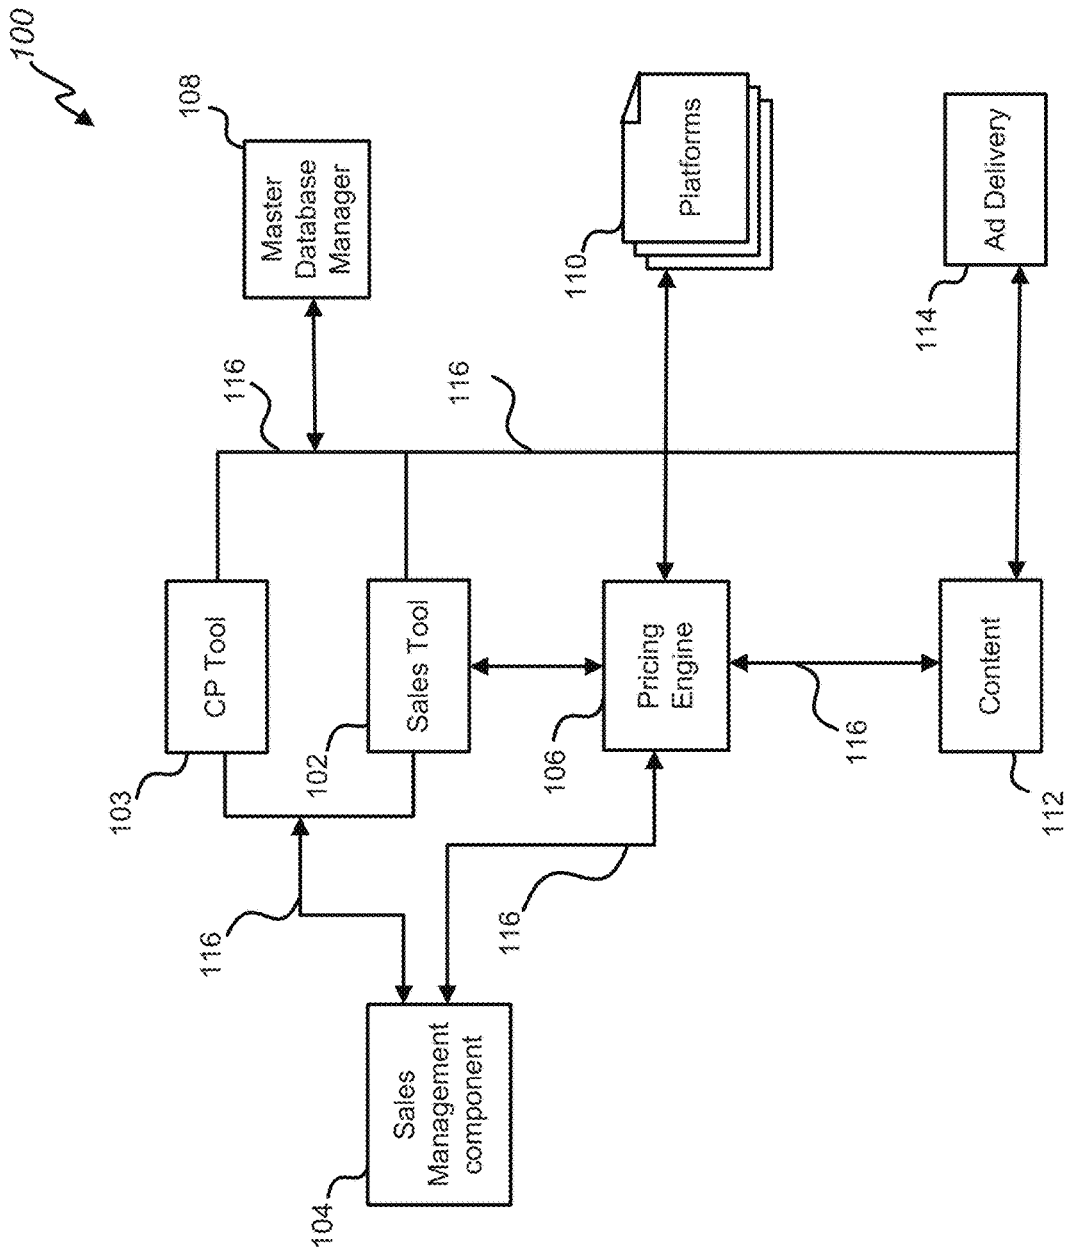 100
103
108
116
CP Tool
116
Master
Database
Manager
104
102
Sales
Management
component
Sales Tool
116
116
106
110
Pricing
Engine
Platforms
116
114
Content
Ad Delivery
112